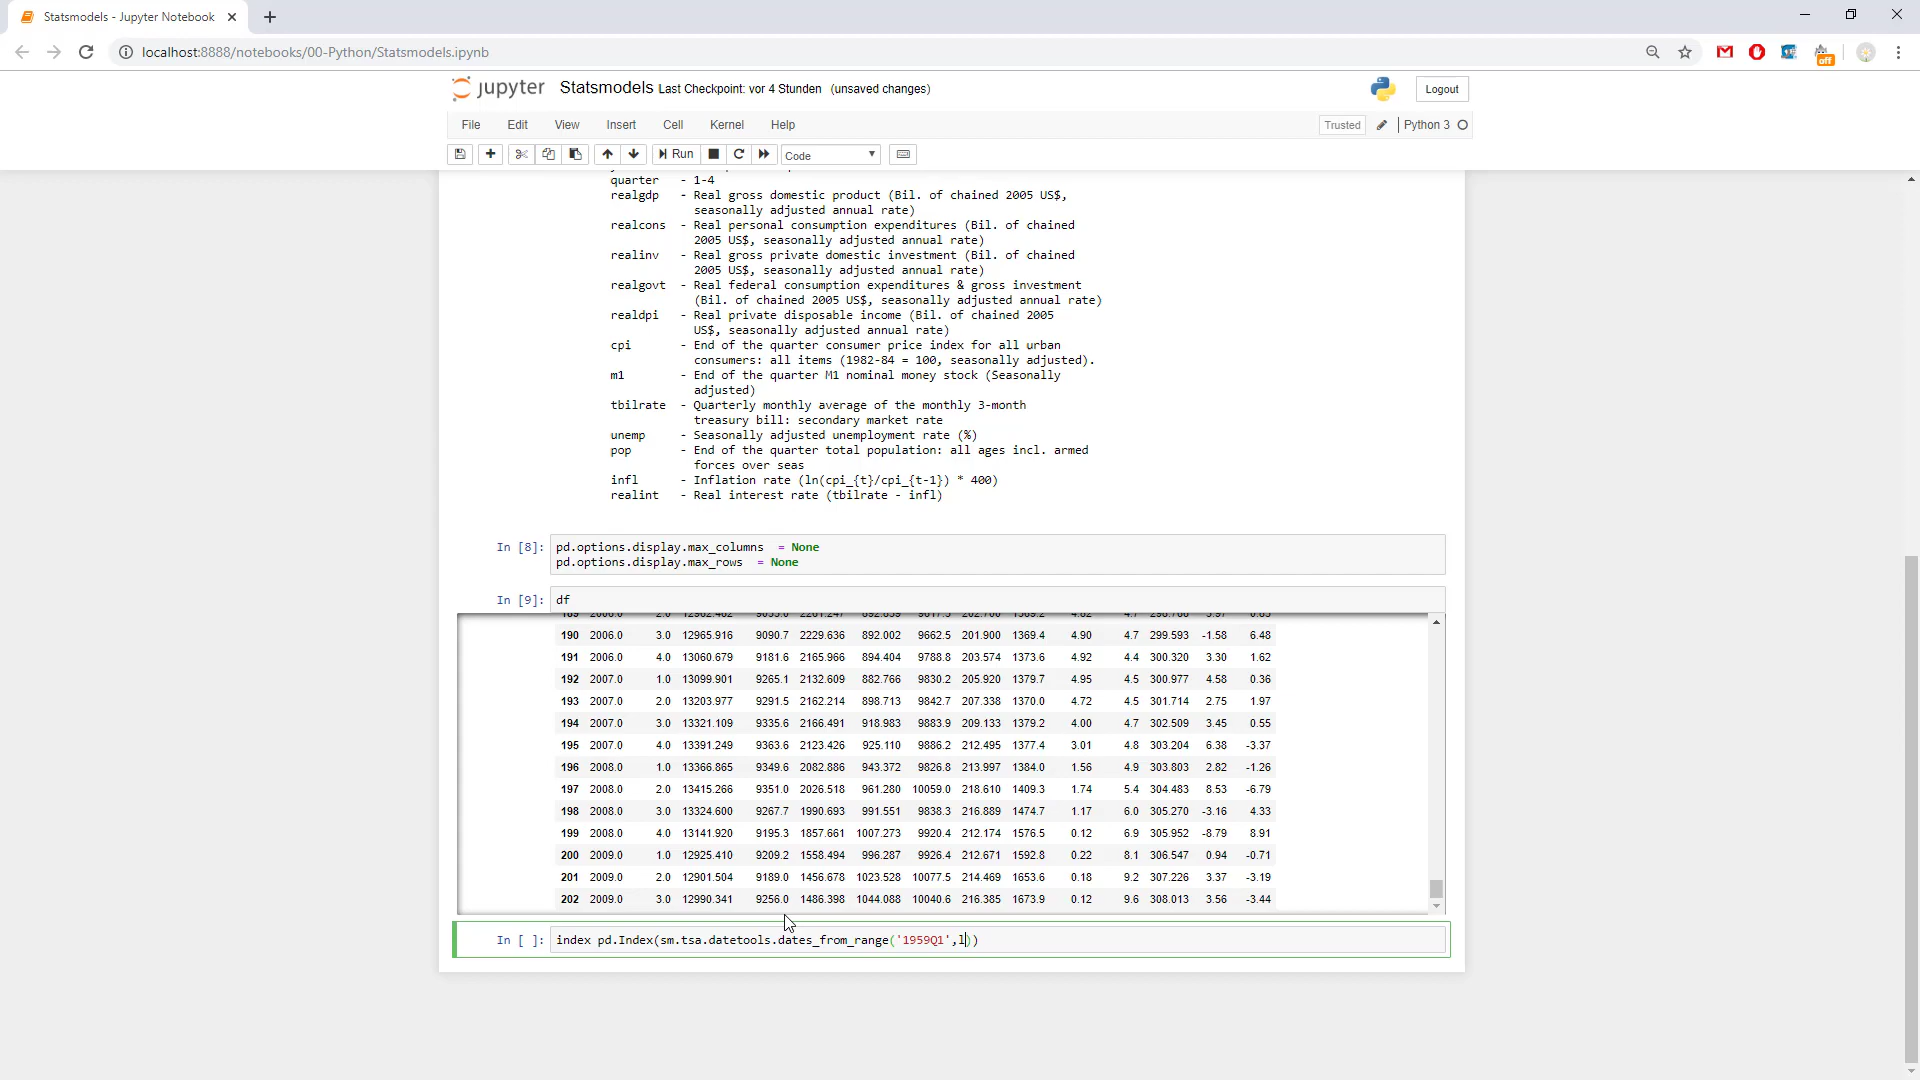 Statsmodels - Jupyter Notebook
localhost:8888/notebooks/00-Python/Statsmodels.ipynb
off
jupyter Statsmodels Last Checkpoint: vor 4 Stunden (unsaved changes)
Logout
File Edit View Insert Cell Kernel Help
Trusted Python 3
Run Code
quarter - 1-4
realgdp - Real gross domestic product (Bil. of chained 2005 US$,
seasonally adjusted annual rate)
realcons - Real personal consumption expenditures (Bil. of chained
2005 US$, seasonally adjusted annual rate)
realinv - Real gross private domestic investment (Bil. of chained
2005 US$, seasonally adjusted annual rate)
realgovt - Real federal consumption expenditures & gross investment
(Bil. of chained 2005 US$, seasonally adjusted annual rate)
realdpi - Real private disposable income (Bil. of chained 2005
US$, seasonally adjusted annual rate)
cpi - End of the quarter consumer price index for all urban
consumers: all items (1982-84 = 100, seasonally adjusted).
m1 - End of the quarter M1 nominal money stock (Seasonally
adjusted)
tbilrate - Quarterly monthly average of the monthly 3-month
treasury bill: secondary market rate
unemp - Seasonally adjusted unemployment rate (%)
pop - End of the quarter total population: all ages incl. armed
forces over seas
infl - Inflation rate (ln(cpi_{t}/cpi_{t-1}) * 400)
realint - Real interest rate (tbilrate - infl)
In [8]: pd.options.display.max_columns = None
pd.options.display.max_rows = None
In [9]: df
190 2006.0 3.0 12965.916 9090.7 2229.636 892.002 9662.5 201.900 1369.4 4.90 4.7 299.593 -1.58 6.48
191 2006.0 4.0 13060.679 9181.6 2165.966 894.404 9788.8 203.574 1373.6 4.92 4.4 300.320 3.30 1.62
192 2007.0 1.0 13099.901 9265.1 2132.609 882.766 9830.2 205.920 1379.7 4.95 4.5 300.977 4.58 0.36
193 2007.0 2.0 13203.977 9291.5 2162.214 898.713 9842.7 207.338 1370.0 4.72 4.5 301.714 2.75 1.97
194 2007.0 3.0 13321.109 9335.6 2166.491 918.983 9883.9 209.133 1379.2 4.00 4.7 302.509 3.45 0.55
195 2007.0 4.0 13391.249 9363.6 2123.426 925.110 9886.2 212.495 1377.4 3.01 4.8 303.204 6.38 -3.37
196 2008.0 1.0 13366.865 9349.6 2082.886 943.372 9826.8 213.997 1384.0 1.56 4.9 303.803 2.82 -1.26
197 2008.0 2.0 13415.266 9351.0 2026.518 961.280 10059.0 218.610 1409.3 1.74 5.4 304.483 8.53 -6.79
198 2008.0 3.0 13324.600 9267.7 1990.693 991.551 9838.3 216.889 1474.7 1.17 6.0 305.270 -3.16 4.33
199 2008.0 4.0 13141.920 9195.3 1857.661 1007.273 9920.4 212.174 1576.5 0.12 6.9 305.952 -8.79 8.91
200 2009.0 1.0 12925.410 9209.2 1558.494 996.287 9926.4 212.671 1592.8 0.22 8.1 306.547 0.94 -0.71
201 2009.0 2.0 12901.504 9189.0 1456.678 1023.528 10077.5 214.469 1653.6 0.18 9.2 307.226 3.37 -3.19
202 2009.0 3.0 12990.341 9256.0 1486.398 1044.088 10040.6 216.385 1673.9 0.12 9.6 308.013 3.56 -3.44
In [ ]: index pd.Index(sm.tsa.datetools.dates_from_range('1959Q1',l))